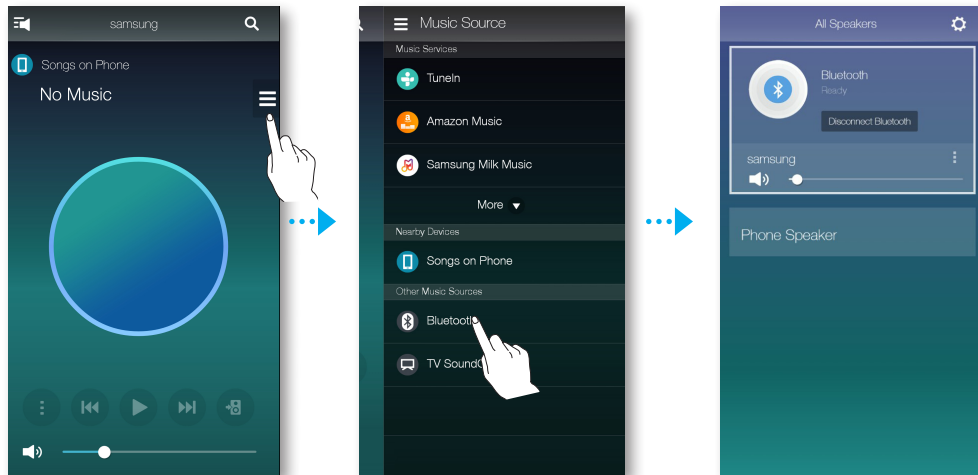 samsung
Songs on Phone
No Music
Music Source
Music Services
TuneIn
Amazon Music
Samsung Milk Music
More
Nearby Devices
Songs on Phone
Other Music Sources
Bluetooth
TV SoundC
All Speakers
Bluetooth
Ready
Disconnect Bluetooth
samsung
Phone Speaker